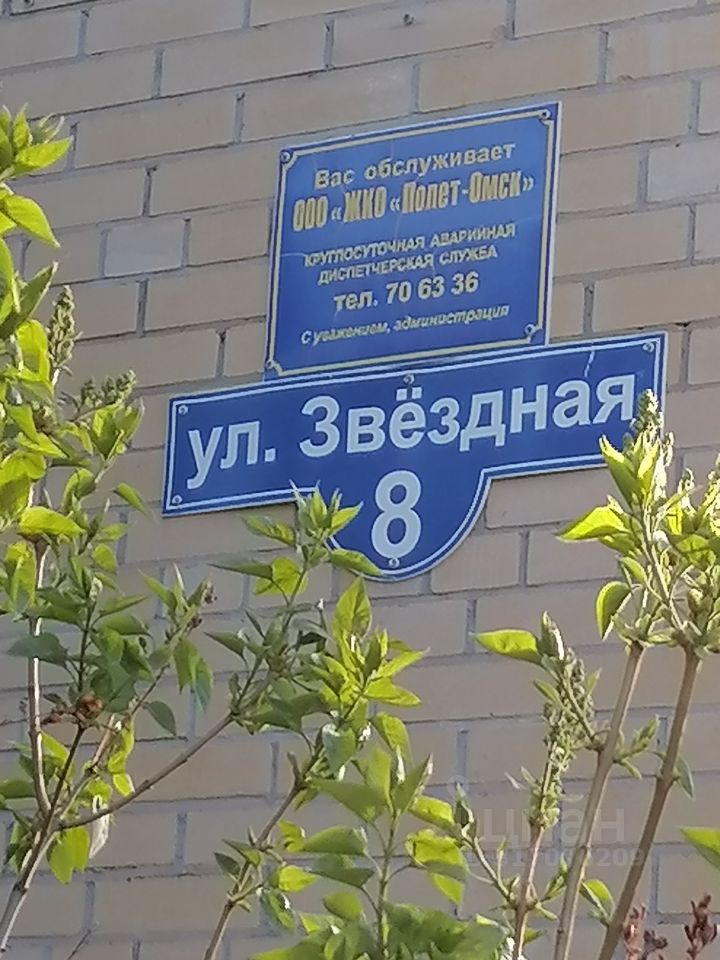 Вас обслуживает
ООО «ЖКО «Полет-Омск»
КРУГЛОСУТОЧНАЯ АВАРИЙНАЯ
ДИСПЕТЧЕРСКАЯ СЛУЖБА
тел. 70 63 36
С уважением, администрация
ул. Звёздная
8